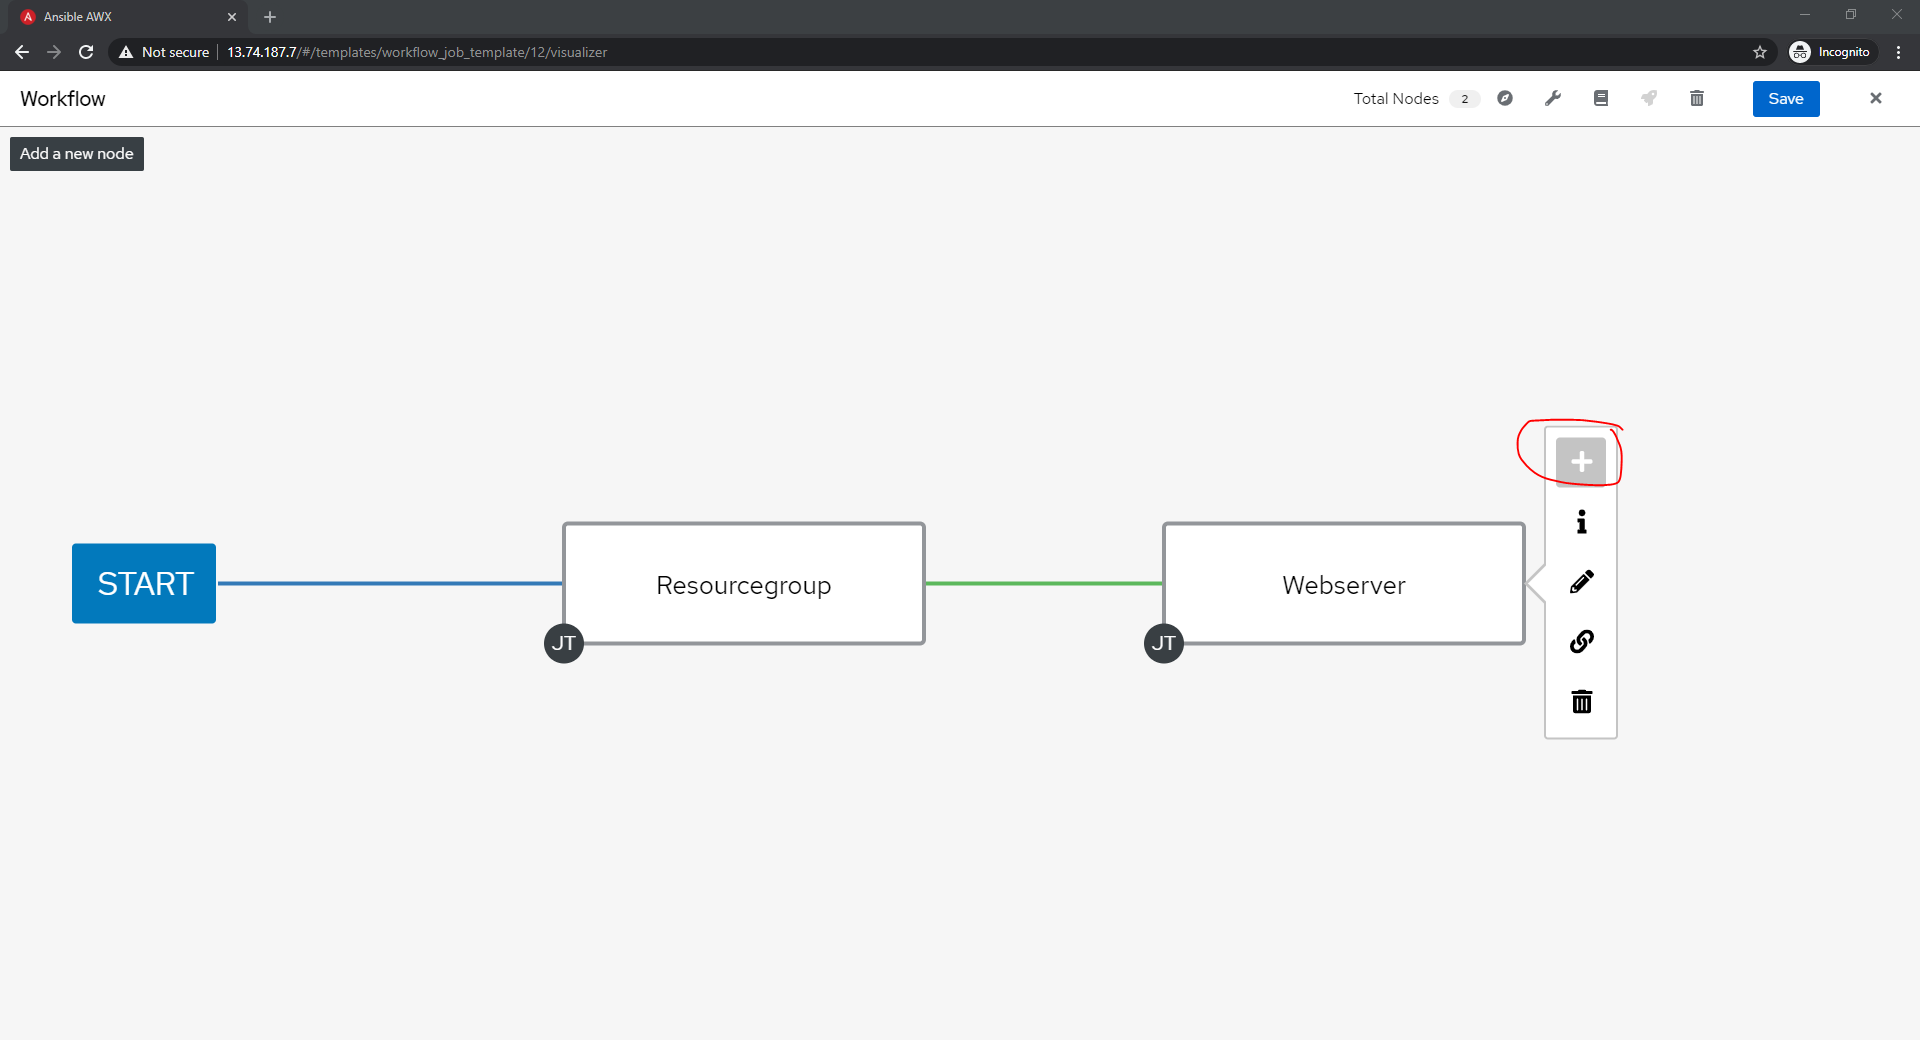 Ansible AWX
Not secure
13.74.187.7/#/templates/workflow_job_template/12/visualizer
Incognito
Workflow
Total Nodes 2
Save
Add a new node
START
Resourcegroup
JT
Webserver
JT